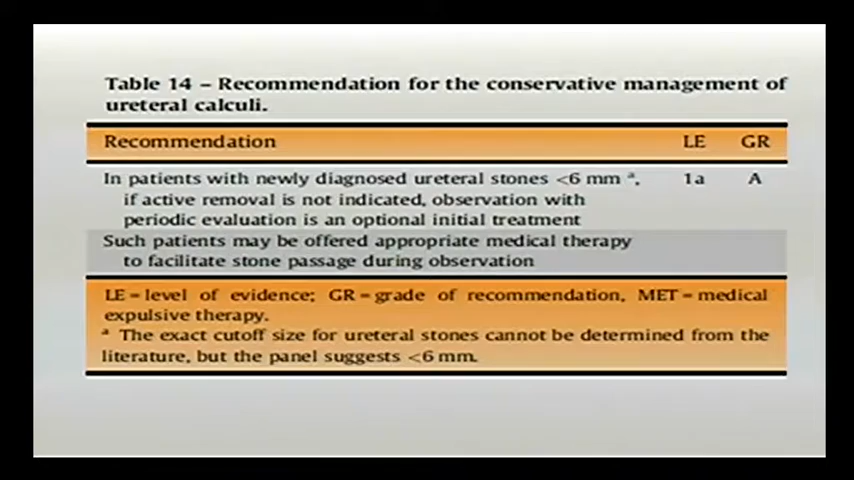 Table 14 – Recommendation for the conservative management of
ureteral calculi.
Recommendation LE GR
In patients with newly diagnosed ureteral stones <6 mm ª, 1a A
if active removal is not indicated, observation with
periodic evaluation is an optional initial treatment
Such patients may be offered appropriate medical therapy
to facilitate stone passage during observation
LE = level of evidence; GR = grade of recommendation, MET = medical
expulsive therapy.
ª The exact cutoff size for ureteral stones cannot be determined from the
literature, but the panel suggests <6 mm.